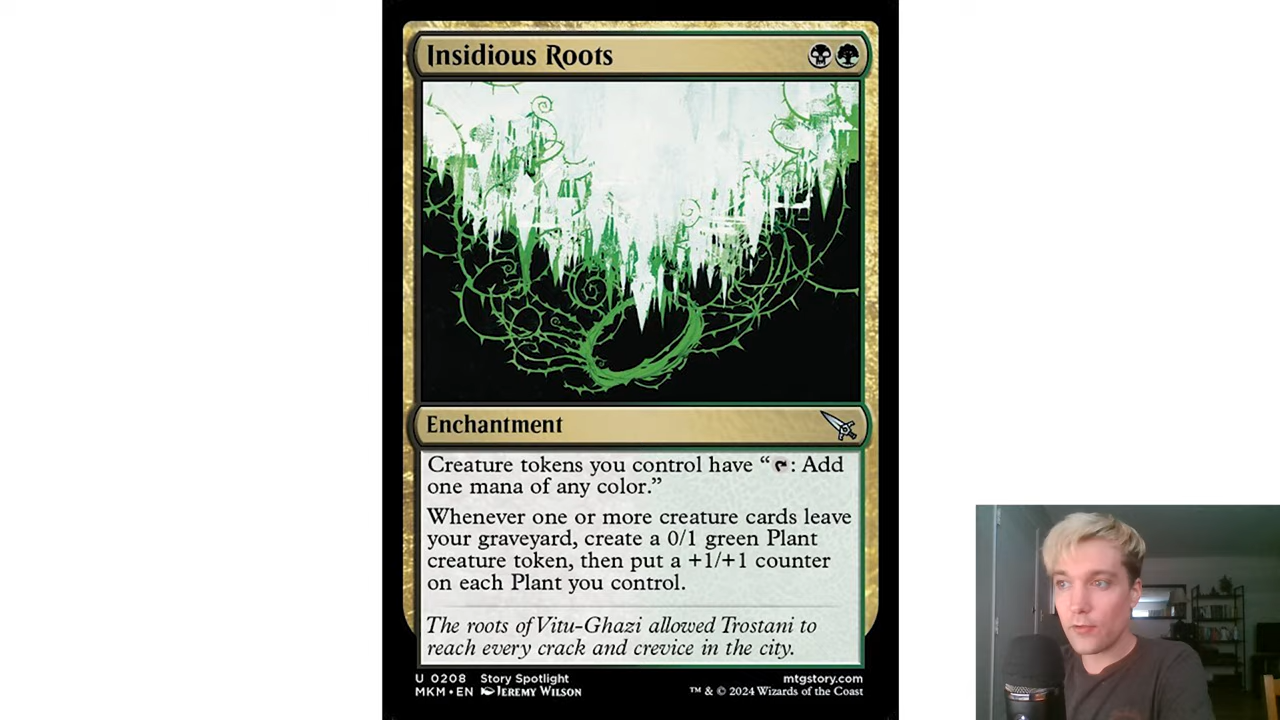 Insidious Roots
Enchantment
Creature tokens you control have “: Add
one mana of any color.”
Whenever one or more creature cards leave
your graveyard, create a 0/1 green Plant
creature token, then put a +1/+1 counter
on each Plant you control.
The roots of Vitu-Ghazi allowed Trostani to
reach every crack and crevice in the city.
U 0208 Story Spotlight mtgstory.com
MKM • EN JEREMY WILSON ™ & © 2024 Wizards of the Coast